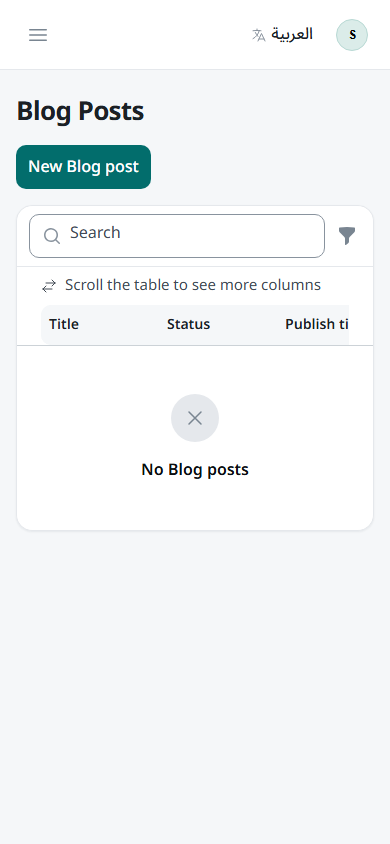 العربية
S
Blog Posts
New Blog post
Search
Scroll the table to see more columns
Title
Status
Publish ti
No Blog posts